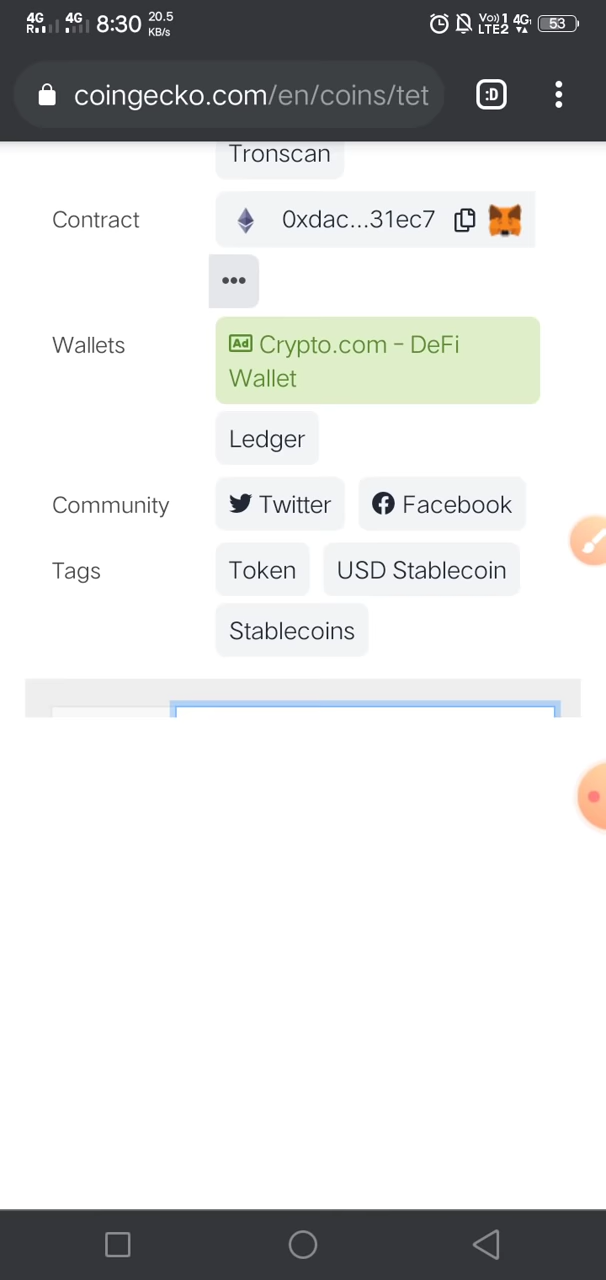 4G 4G 8:30 20.5 KB/s Vo)) 1 LTE2 4G 53
R
coingecko.com/en/coins/tet :D
Tronscan
Contract 0xdac...31ec7
•••
Wallets Ad Crypto.com - DeFi
Wallet
Ledger
Community Twitter Facebook
Tags Token USD Stablecoin
Stablecoins